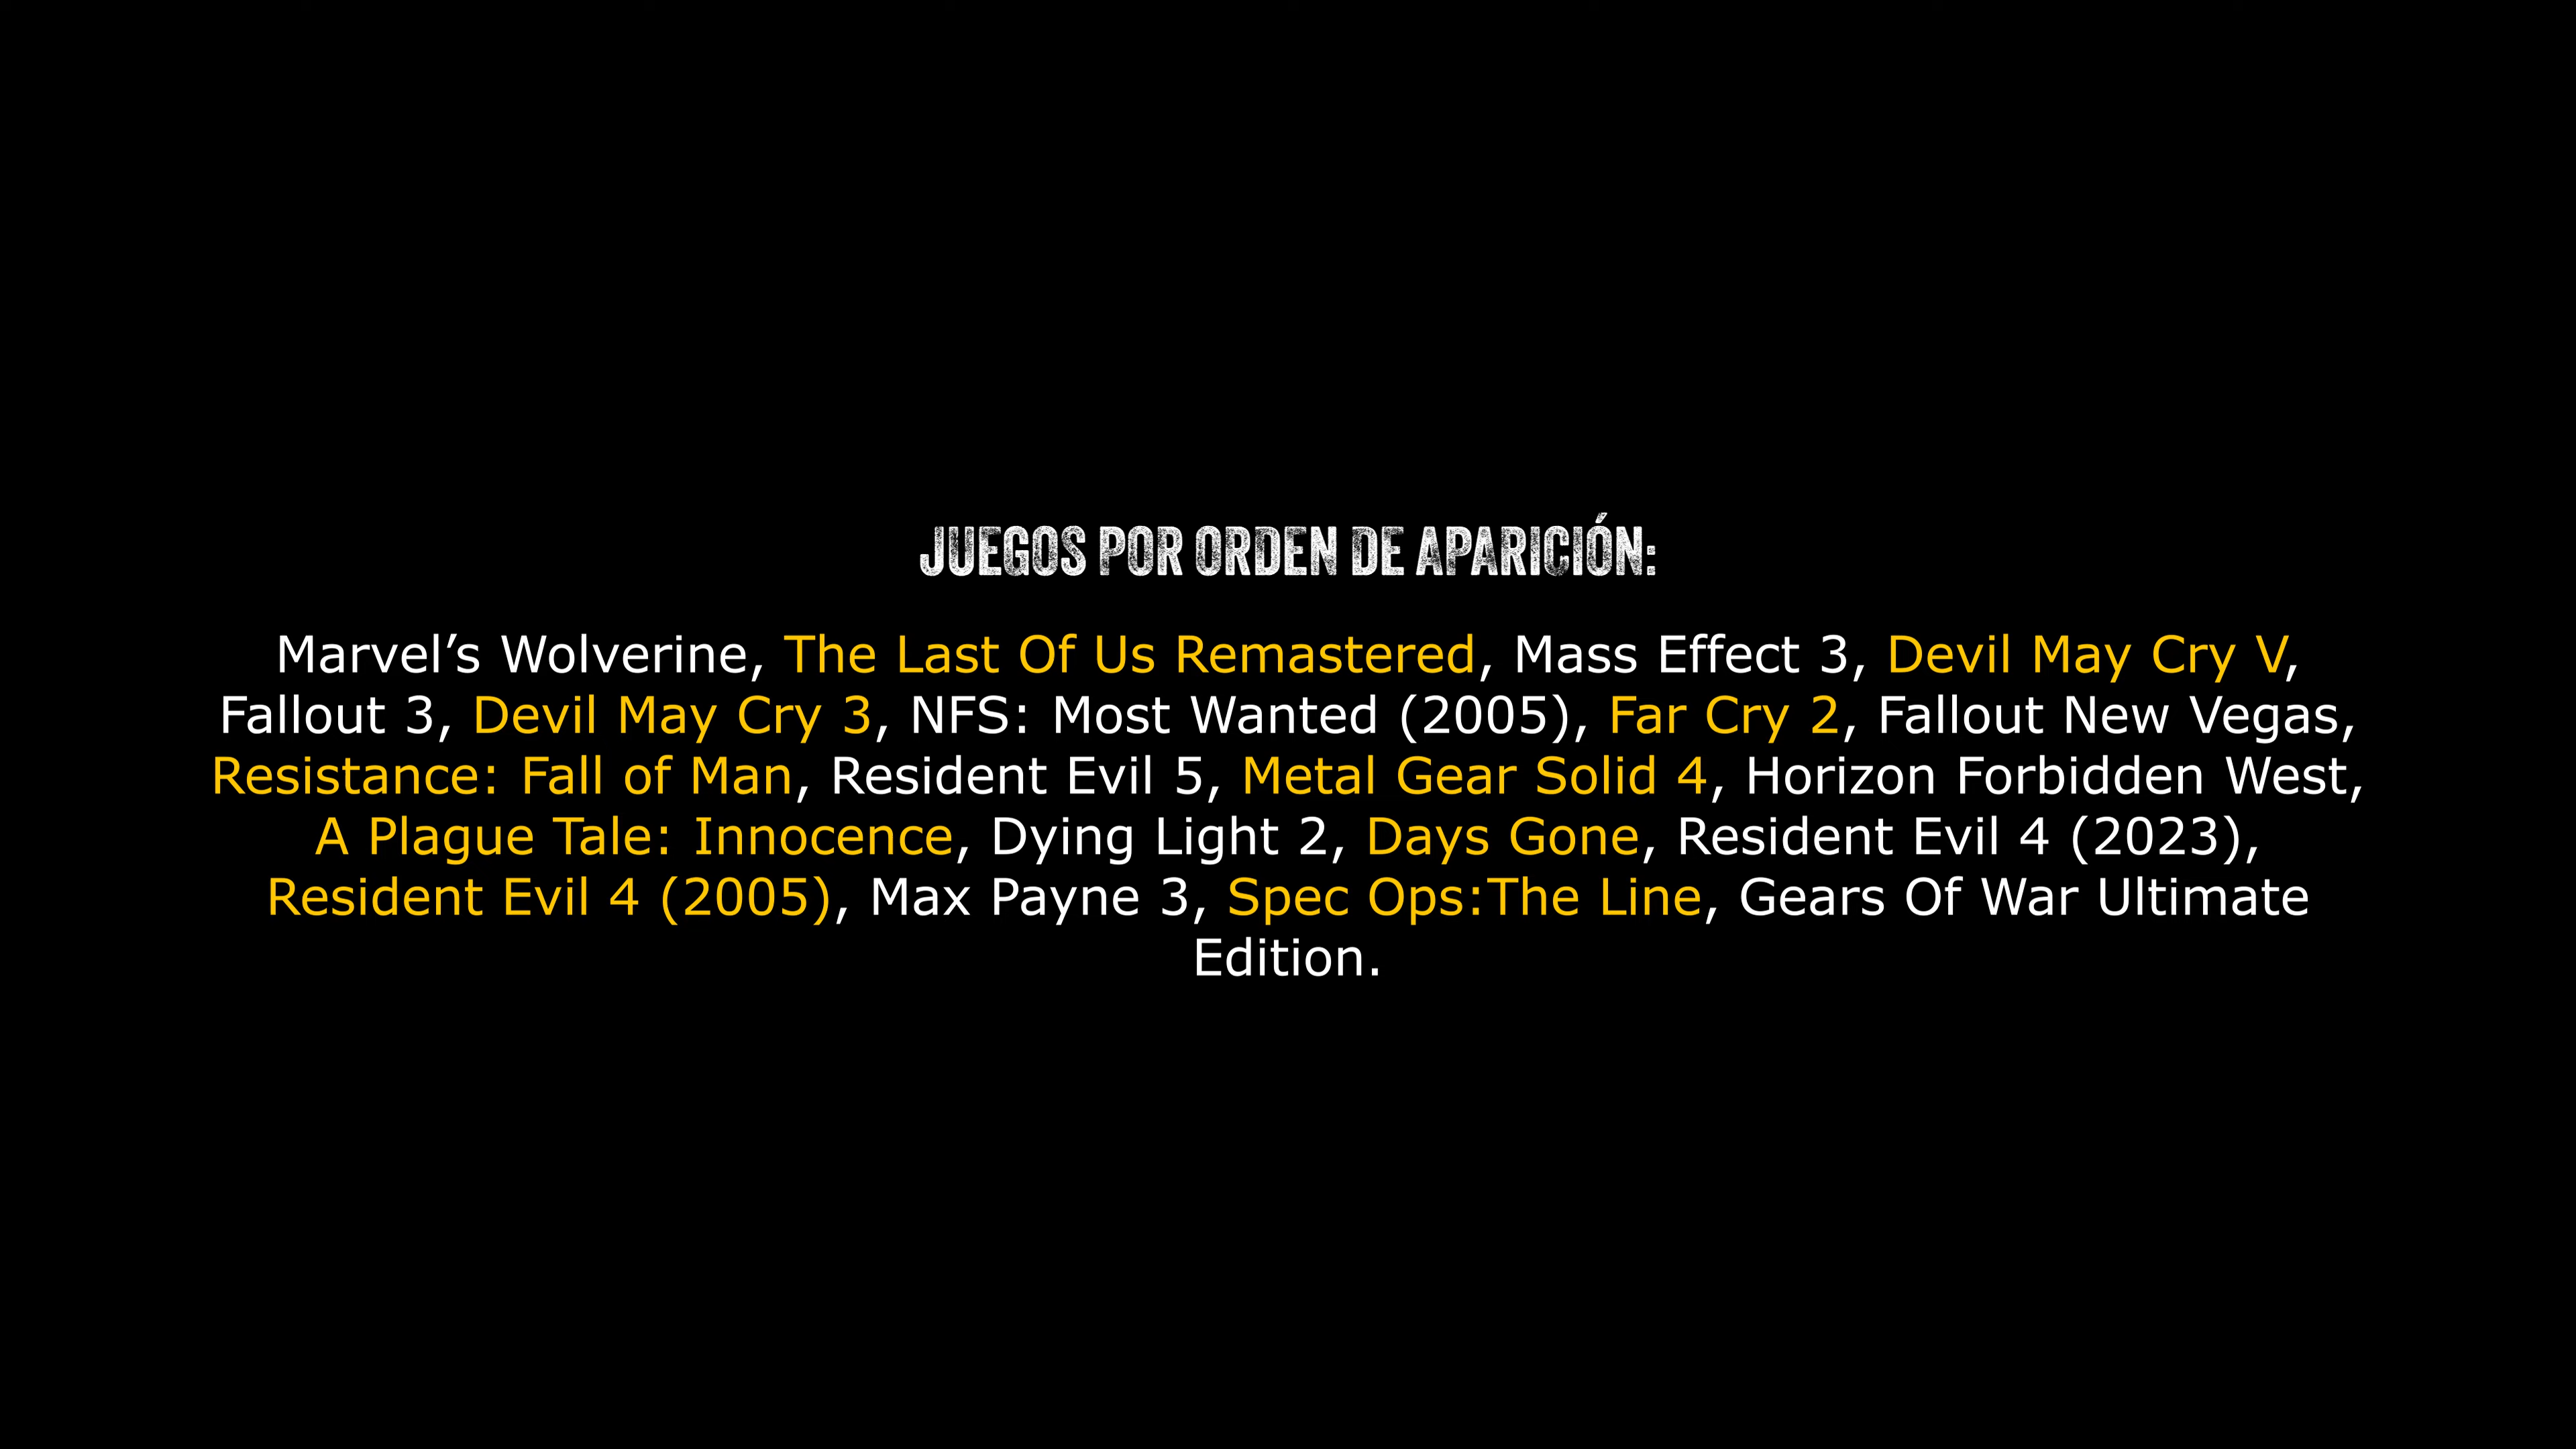 JUEGOS POR ORDEN DE APARICIÓN:
Marvel’s Wolverine, The Last Of Us Remastered, Mass Effect 3, Devil May Cry V,
Fallout 3, Devil May Cry 3, NFS: Most Wanted (2005), Far Cry 2, Fallout New Vegas,
Resistance: Fall of Man, Resident Evil 5, Metal Gear Solid 4, Horizon Forbidden West,
A Plague Tale: Innocence, Dying Light 2, Days Gone, Resident Evil 4 (2023),
Resident Evil 4 (2005), Max Payne 3, Spec Ops:The Line, Gears Of War Ultimate
Edition.